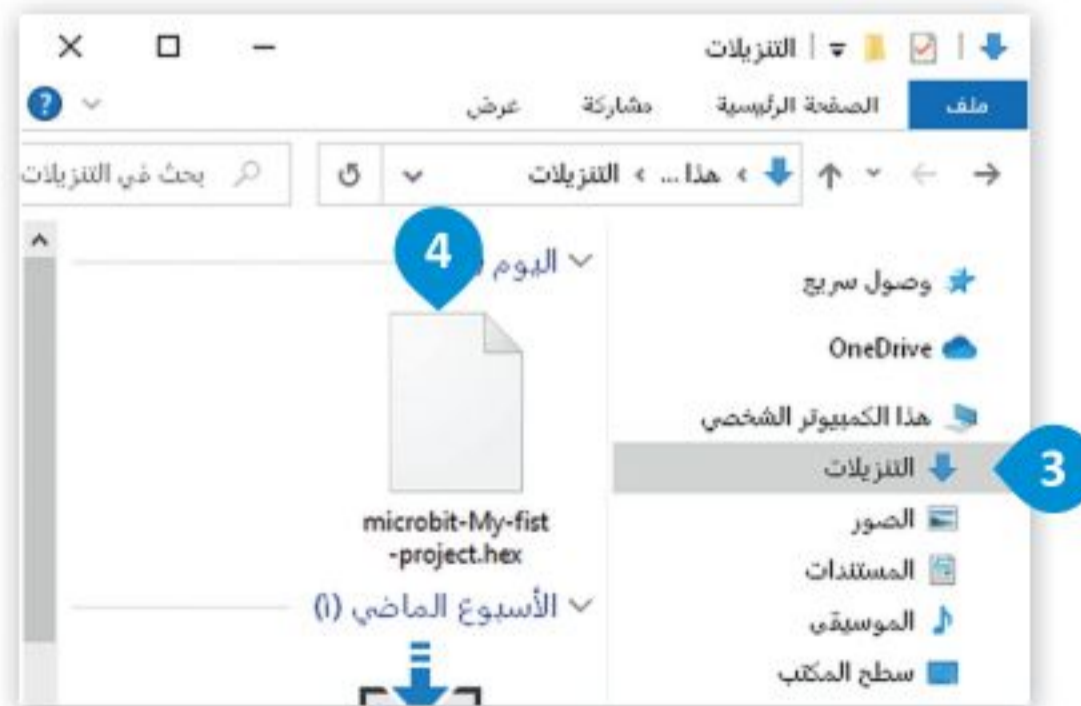 التنزيلات
ملف الصفحة الرئيسية مشاركة عرض
هذا ... › التنزيلات بحث في التنزيلات
وصول سريع
OneDrive
هذا الكمبيوتر الشخصي
التنزيلات
3
الصور
المستندات
الموسيقى
سطح المكتب
اليوم
4
microbit-My-fist
-project.hex
الأسبوع الماضي (١)